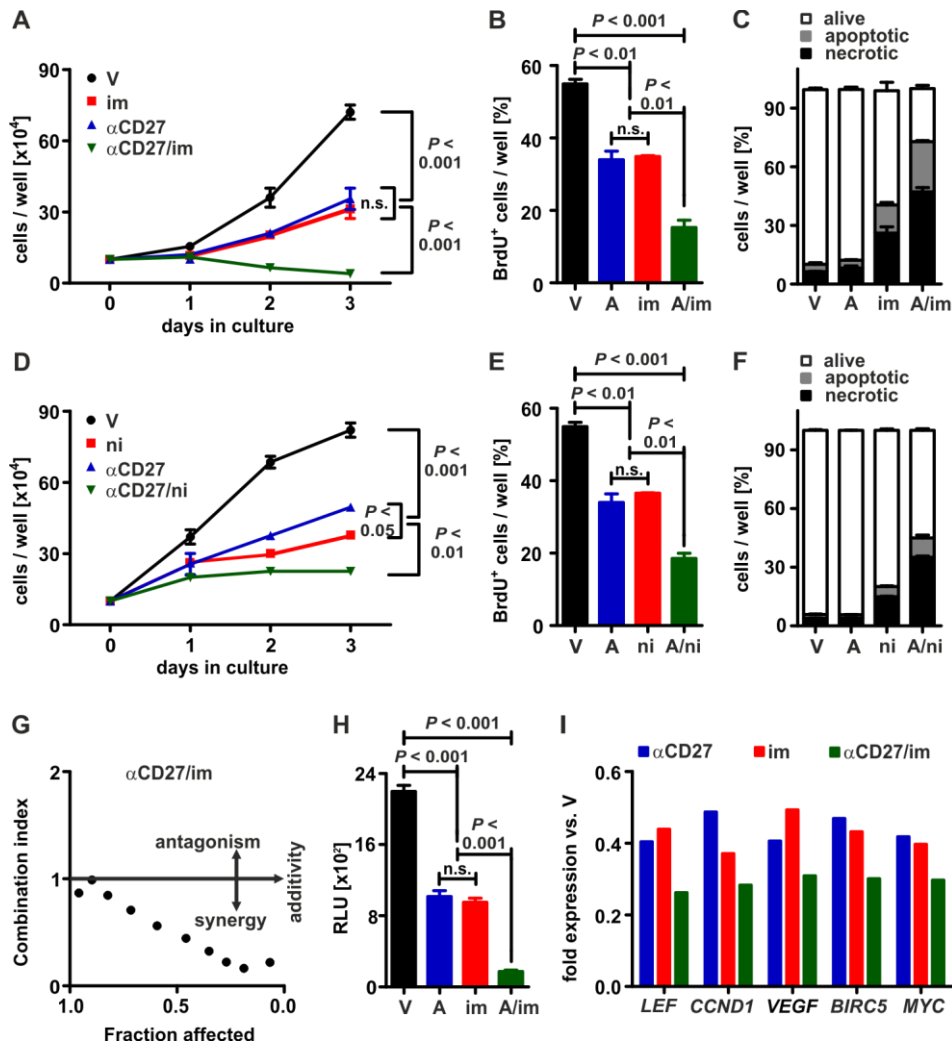 A
cells / well [x10⁴]
90
60
30
0
V
im
αCD27
αCD27/im
P <
0.001
n.s.
P <
0.001
0 1 2 3
days in culture
B
P < 0.001
P < 0.01
P <
0.01
n.s.
BrdU⁺ cells / well [%]
60
40
20
0
V A im A/im
C
alive
apoptotic
necrotic
cells / well [%]
90
60
30
0
V A im A/im
D
cells / well [x10⁴]
90
60
30
0
V
ni
αCD27
αCD27/ni
P <
0.001
P <
0.05
P <
0.01
0 1 2 3
days in culture
E
P < 0.001
P < 0.01
P <
0.01
n.s.
BrdU⁺ cells / well [%]
60
40
20
0
V A ni A/ni
F
alive
apoptotic
necrotic
cells / well [%]
90
60
30
0
V A ni A/ni
G
Combination index
2
1
0
αCD27/im
antagonism
synergy
additivity
1.0 0.5 0.0
Fraction affected
H
P < 0.001
P < 0.001
P <
0.001
n.s.
RLU [x10²]
24
16
8
0
V A im A/im
I
αCD27 im αCD27/im
fold expression vs. V
0.6
0.4
0.2
0.0
LEF CCND1 VEGF BIRC5 MYC